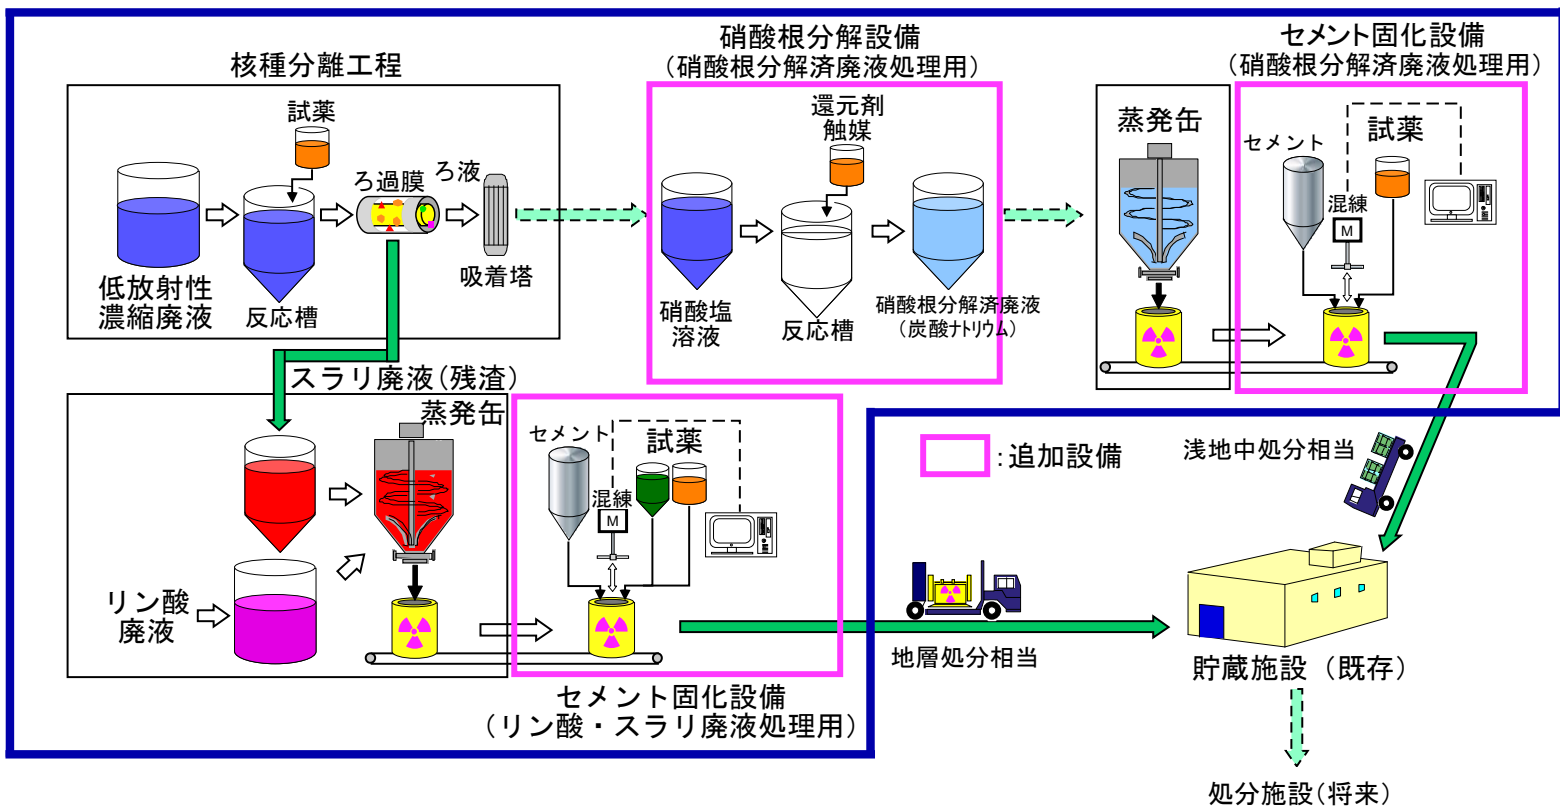 核種分離工程
試薬
ろ過膜
ろ液
吸着塔
低放射性
濃縮廃液
反応槽
硝酸根分解設備
（硝酸根分解済廃液処理用）
還元剤
触媒
硝酸塩
溶液
反応槽
硝酸根分解済廃液
（炭酸ナトリウム）
セメント固化設備
（硝酸根分解済廃液処理用）
蒸発缶
セメント
試薬
混練
M
スラリ廃液（残渣）
蒸発缶
リン酸
廃液
セメント
試薬
混練
M
セメント固化設備
（リン酸・スラリ廃液処理用）
：追加設備
浅地中処分相当
地層処分相当
貯蔵施設（既存）
処分施設（将来）